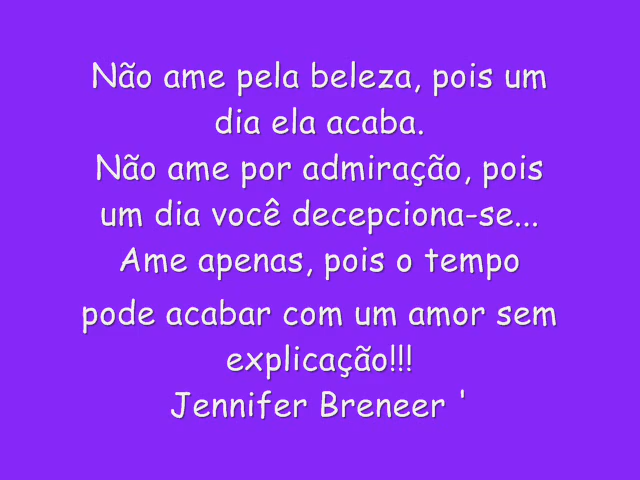 Não ame pela beleza, pois um
dia ela acaba.
Não ame por admiração, pois
um dia você decepciona-se...
Ame apenas, pois o tempo
pode acabar com um amor sem
explicação!!!
Jennifer Breneer '